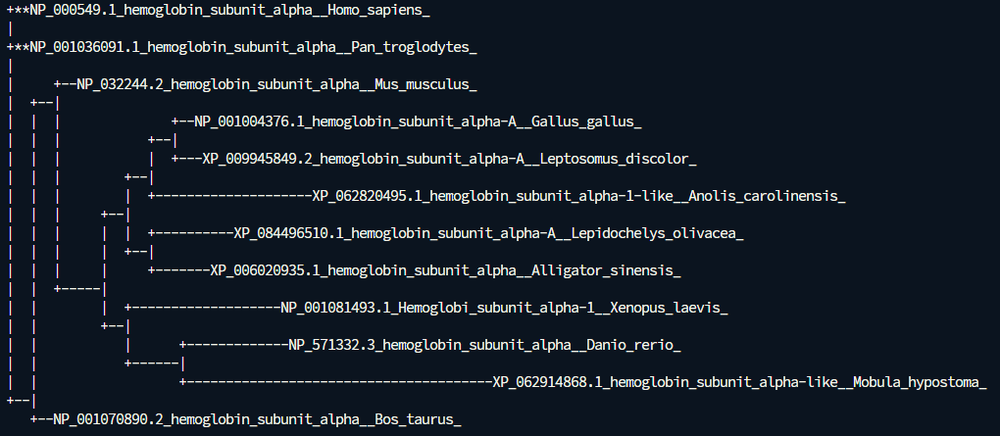 NP_000549.1_hemoglobin_subunit_alpha__Homo_sapiens_
NP_001036091.1_hemoglobin_subunit_alpha__Pan_troglodytes_
NP_032244.2_hemoglobin_subunit_alpha__Mus_musculus_
NP_001004376.1_hemoglobin_subunit_alpha-A__Gallus_gallus_
XP_009945849.2_hemoglobin_subunit_alpha-A__Leptosomus_discolor_
XP_062820495.1_hemoglobin_subunit_alpha-1-like__Anolis_carolinensis_
XP_084496510.1_hemoglobin_subunit_alpha-A__Lepidochelys_olivacea_
XP_006020935.1_hemoglobin_subunit_alpha__Alligator_sinensis_
NP_001081493.1_Hemoglobi_subunit_alpha-1__Xenopus_laevis_
NP_571332.3_hemoglobin_subunit_alpha__Danio_rerio_
XP_062914868.1_hemoglobin_subunit_alpha-like__Mobula_hypostoma_
NP_001070890.2_hemoglobin_subunit_alpha__Bos_taurus_